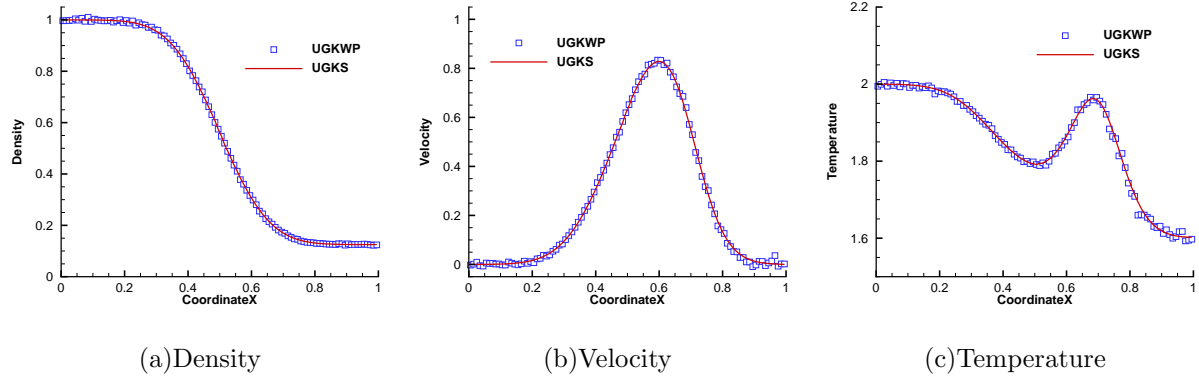 1
0.8
0.6
0.4
0.2
0
Density
0 0.2 0.4 0.6 0.8 1
CoordinateX
UGKWP
UGKS
(a)Density
1
0.8
0.6
0.4
0.2
0
Velocity
0 0.2 0.4 0.6 0.8 1
CoordinateX
UGKWP
UGKS
(b)Velocity
2.2
2
1.8
1.6
Temperature
0 0.2 0.4 0.6 0.8 1
CoordinateX
UGKWP
UGKS
(c)Temperature